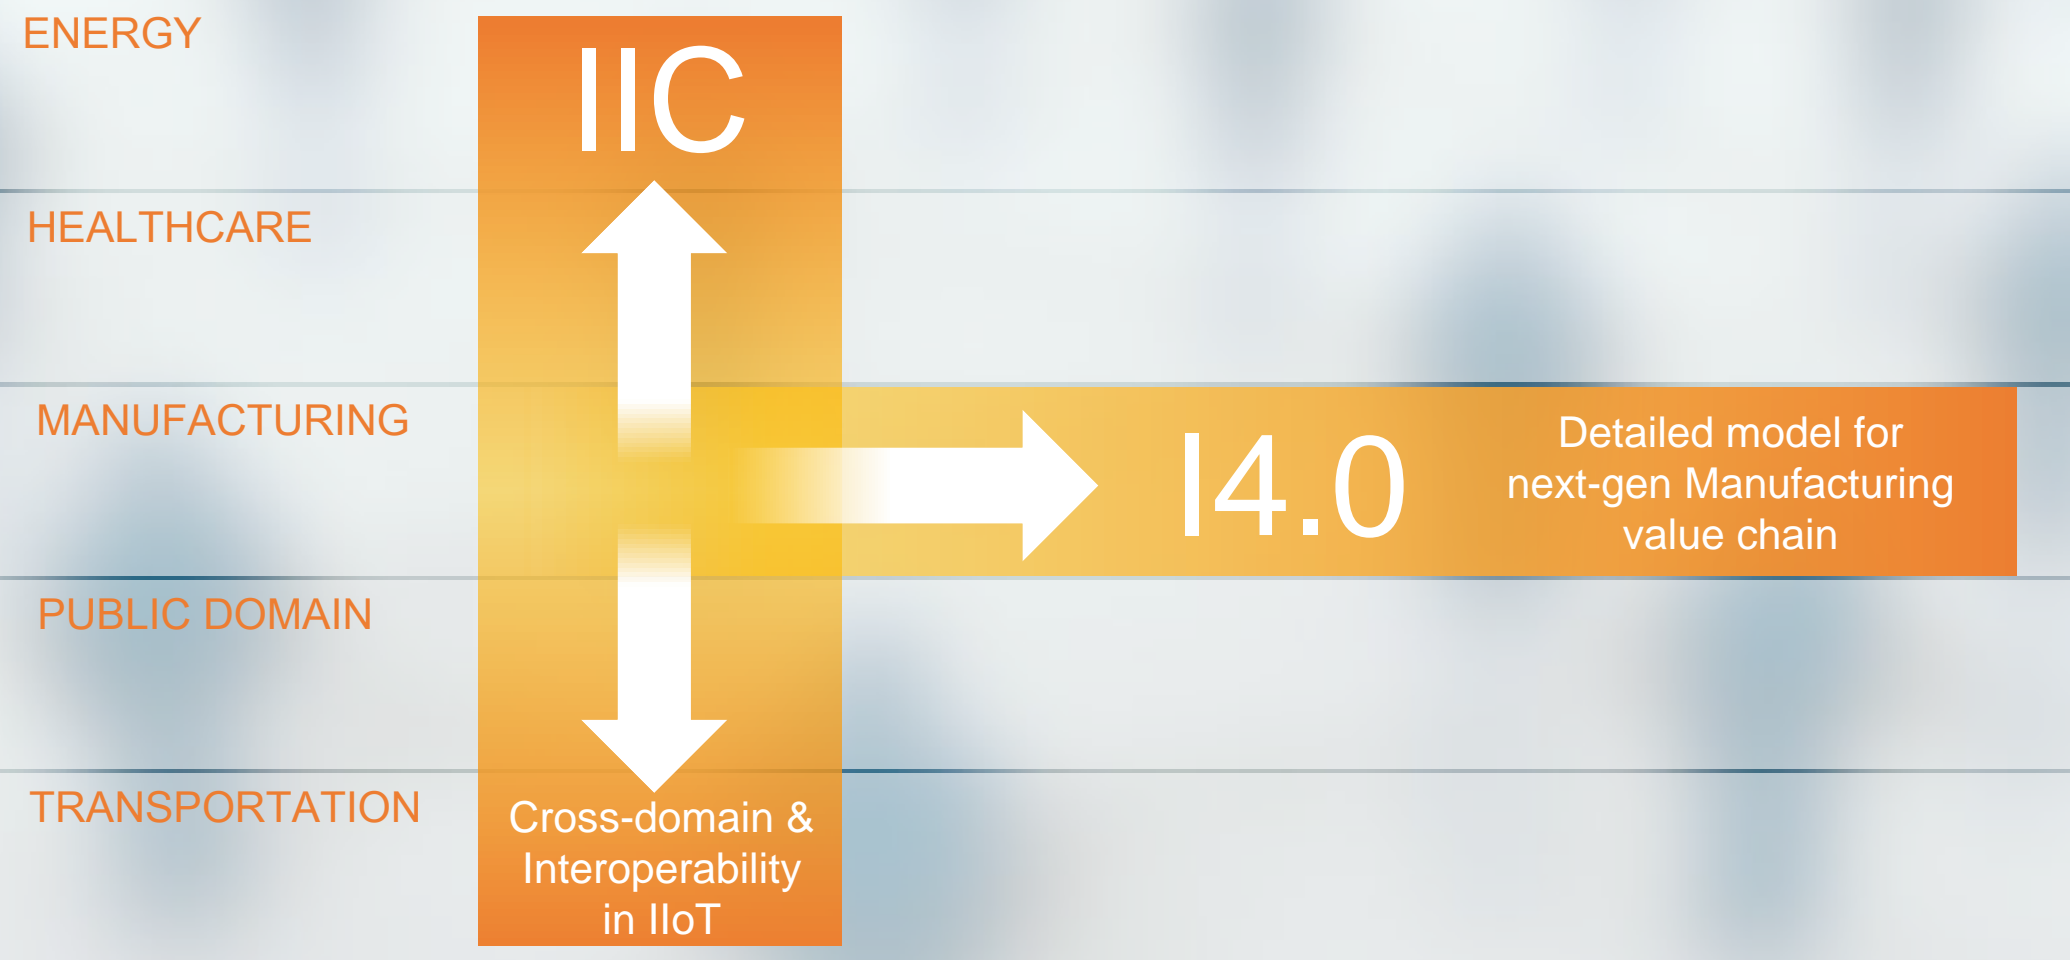 ENERGY
IIC
HEALTHCARE
MANUFACTURING
I4.0
Detailed model for
next-gen Manufacturing
value chain
PUBLIC DOMAIN
TRANSPORTATION
Cross-domain &
Interoperability
in IIoT